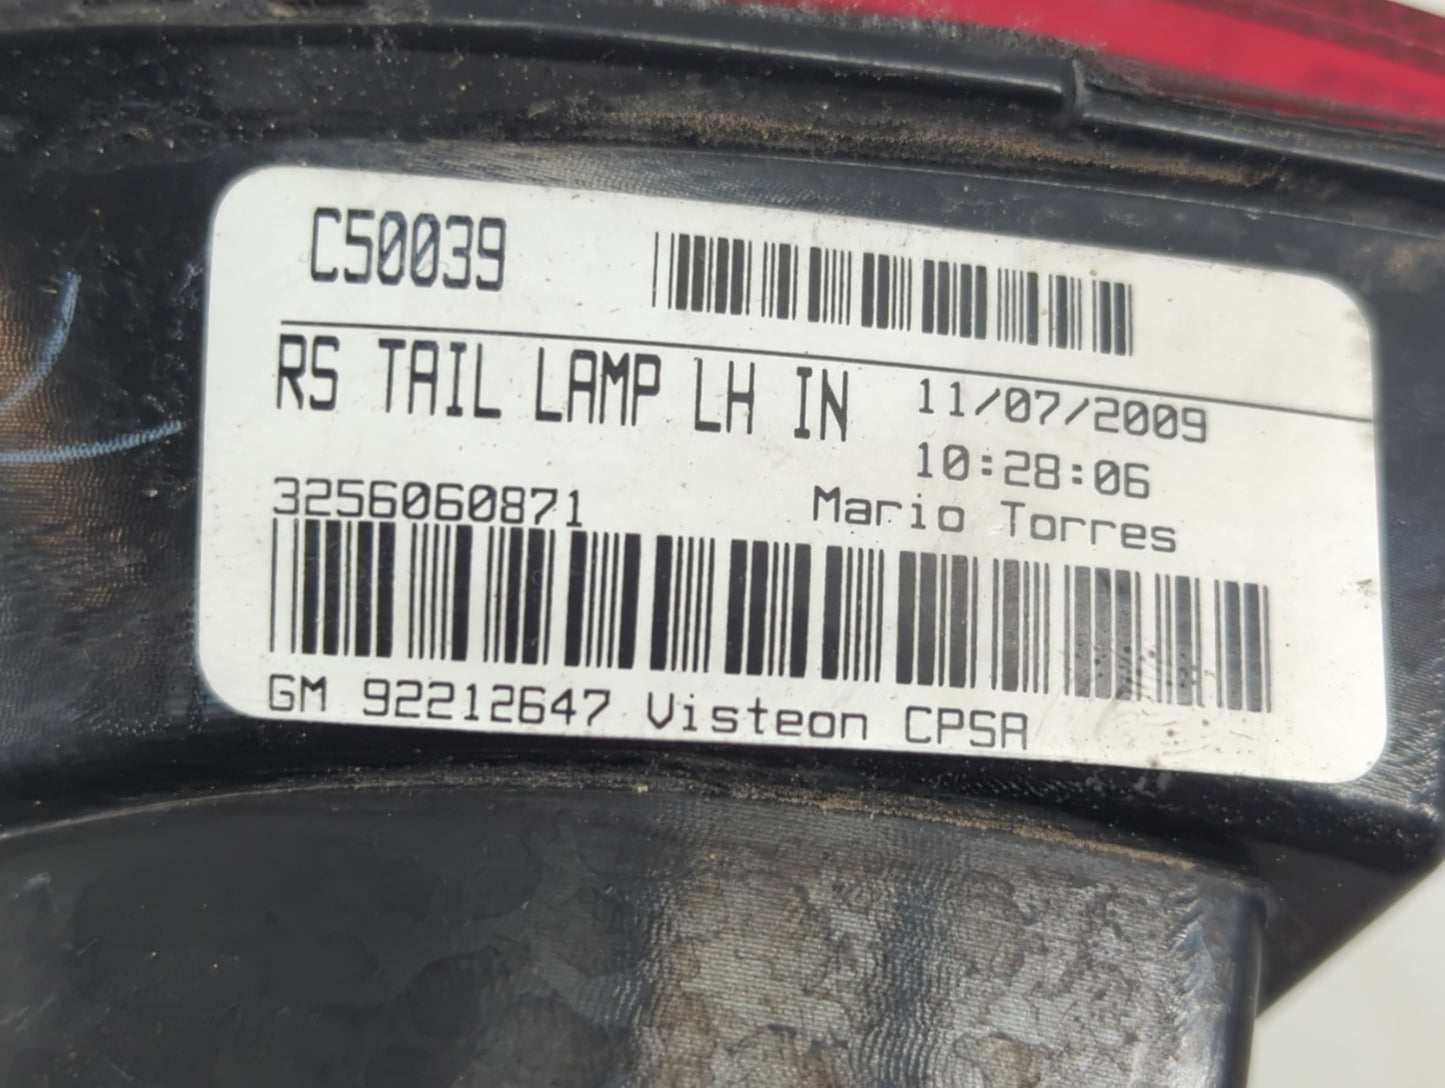 C50039
RS TAIL LAMP LH IN 11/07/2009
10:28:06
3256060871 Mario Torres
GM 92212647 Visteon CPSA